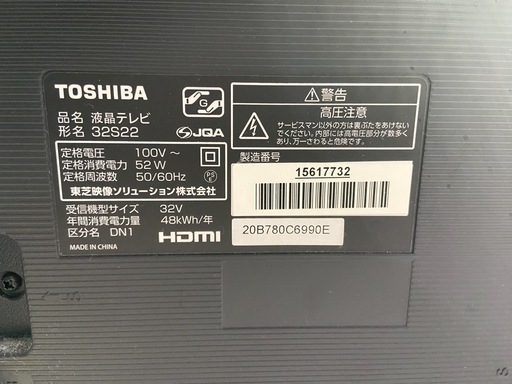 TOSHIBA
品名 液晶テレビ
形名 32S22
G
S JQA
定格電圧 100V～
定格消費電力 52W
定格周波数 50/60Hz
PS
東芝映像ソリューション株式会社
受信機型サイズ 32V
年間消費電力量 48kWh/年
区分名 DN1
MAKE IN CHINA
HDMI
警告
高圧注意
サービスマン以外の方は裏ぶたをあけないで
でください。内部には高電圧部分が数多く
あり、万一さわると危険です。
製造番号
15617732
20B780C6990E